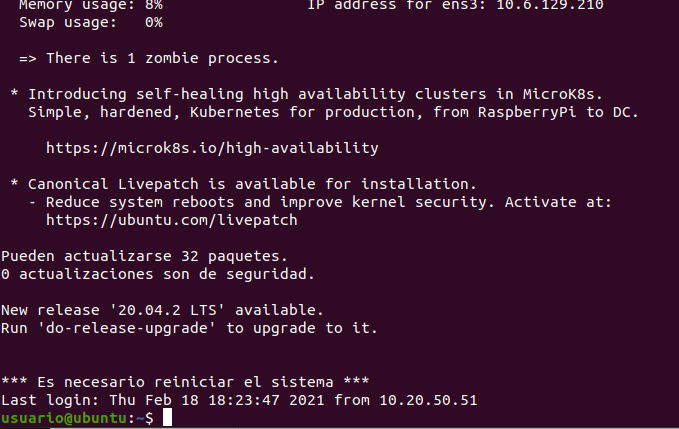 Memory usage: 8% IP address for ens3: 10.6.129.210
Swap usage: 0%
=> There is 1 zombie process.
* Introducing self-healing high availability clusters in MicroK8s.
Simple, hardened, Kubernetes for production, from RaspberryPi to DC.
https://microk8s.io/high-availability
* Canonical Livepatch is available for installation.
- Reduce system reboots and improve kernel security. Activate at:
https://ubuntu.com/livepatch
Pueden actualizarse 32 paquetes.
0 actualizaciones son de seguridad.
New release '20.04.2 LTS' available.
Run 'do-release-upgrade' to upgrade to it.
*** Es necesario reiniciar el sistema ***
Last login: Thu Feb 18 18:23:47 2021 from 10.20.50.51
usuario@ubuntu:~$